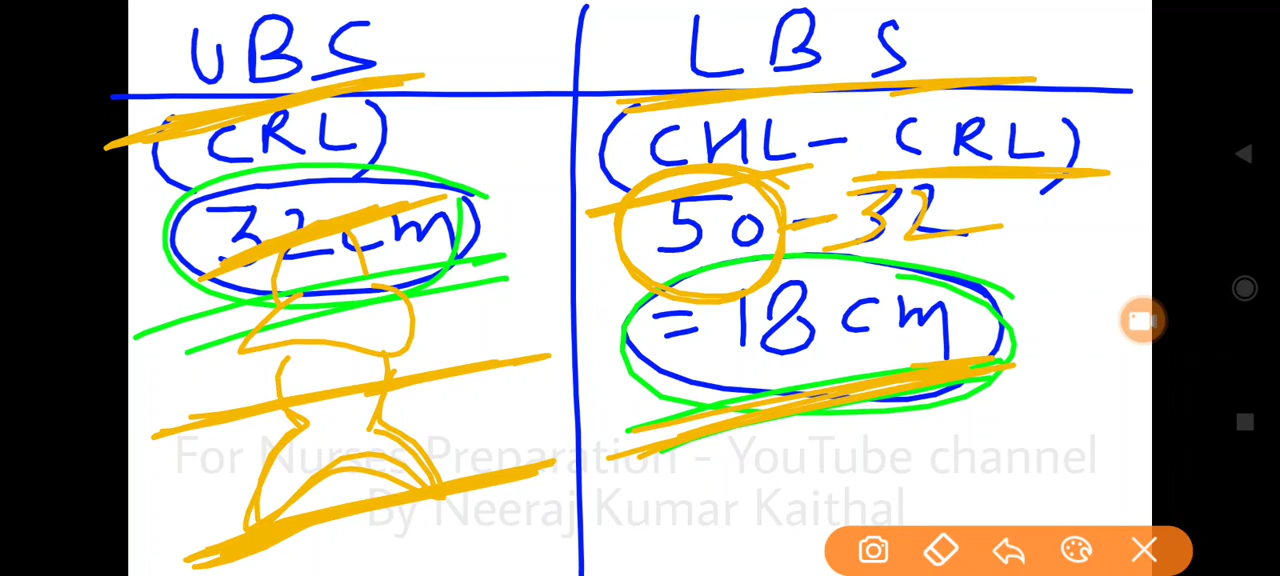 UBS
LBS
(CRL)
(CHL - CRL)
32 cm
50 - 32
= 18 cm
For Nurses Preparation - YouTube channel
By Neeraj Kumar Kaithal